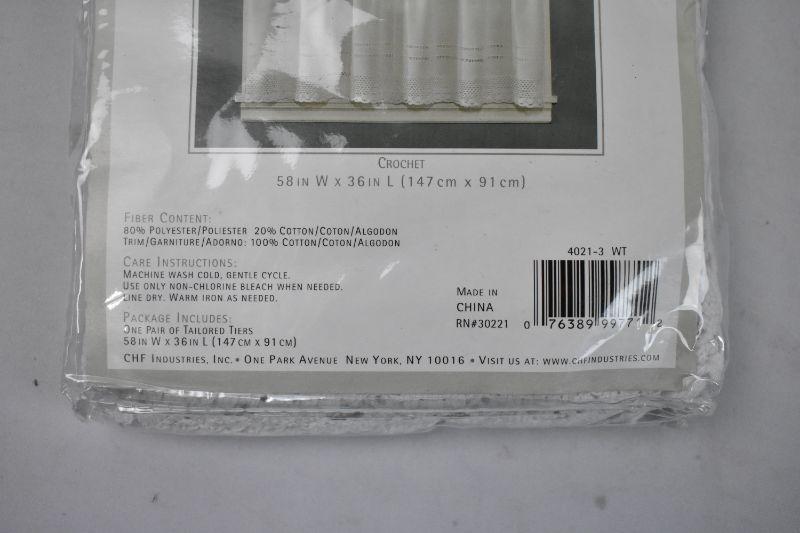 CROCHET
58 IN W X 36 IN L (147 cm x 91 cm)
FIBER CONTENT:
80% POLYESTER/POLIESTER 20% COTTON/COTON/ALGODON
TRIM/GARNITURE/ADORNO: 100% COTTON/COTON/ALGODON
CARE INSTRUCTIONS:
MACHINE WASH COLD, GENTLE CYCLE.
USE ONLY NON-CHLORINE BLEACH WHEN NEEDED.
LINE DRY. WARM IRON AS NEEDED.
PACKAGE INCLUDES:
ONE PAIR OF TAILORED TIERS
58 IN W X 36 IN L (147 cm x 91 cm)
4021-3 WT
MADE IN
CHINA
RN#30221
0 76389 99771 2
CHF INDUSTRIES, INC. • ONE PARK AVENUE NEW YORK, NY 10016 • VISIT US AT: WWW.CHFINDUSTRIES.COM